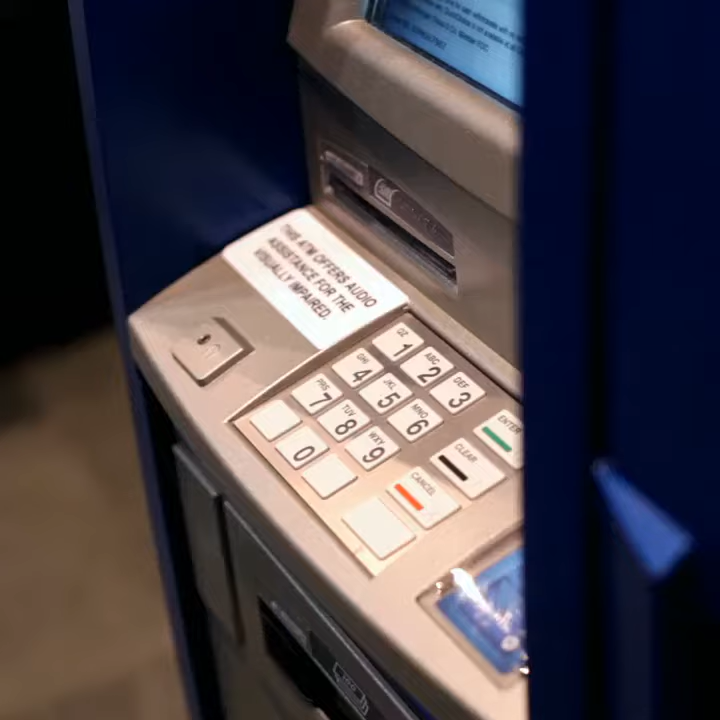 THIS ATM OFFERS AUDIO
ASSISTANCE FOR THE
VISUALLY IMPAIRED.
QZ 1
ABC 2
DEF 3
GHI 4
JKL 5
MNO 6
PRS 7
TUV 8
WXY 9
0
ENTER
CLEAR
CANCEL